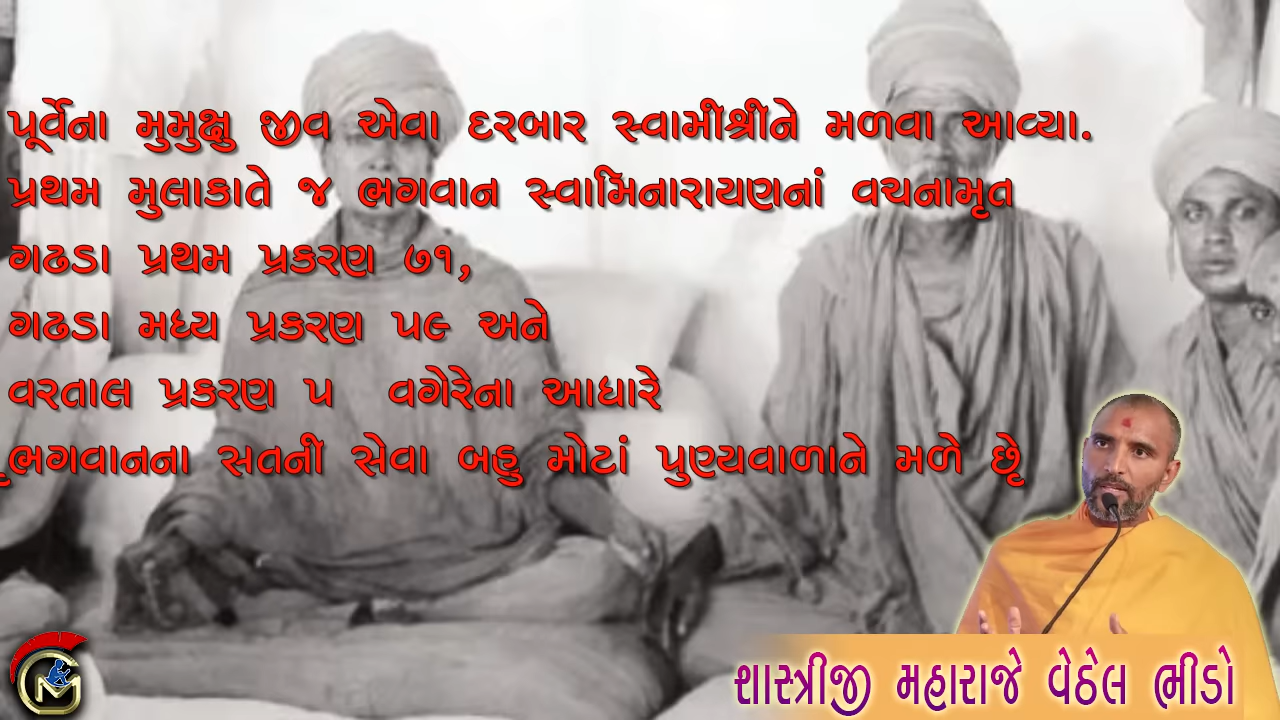 પૂર્વેના મુમુક્ષુ જીવ એવા દરબાર સ્વામીશ્રીને મળવા આવ્યા.
પ્રથમ મુલાકાતે જ ભગવાન સ્વામિનારાયણનાં વચનામૃત
ગઢડા પ્રથમ પ્રકરણ ૭૧,
ગઢડા મધ્ય પ્રકરણ ૫૯ અને
વરતાલ પ્રકરણ ૫ વગેરેના આધારે
ૃભગવાનના સતની સેવા બહુ મોટાં પુણ્યવાળાને મળે છેૃ
શાસ્ત્રીજી મહારાજે વેઠેલ ભીડો